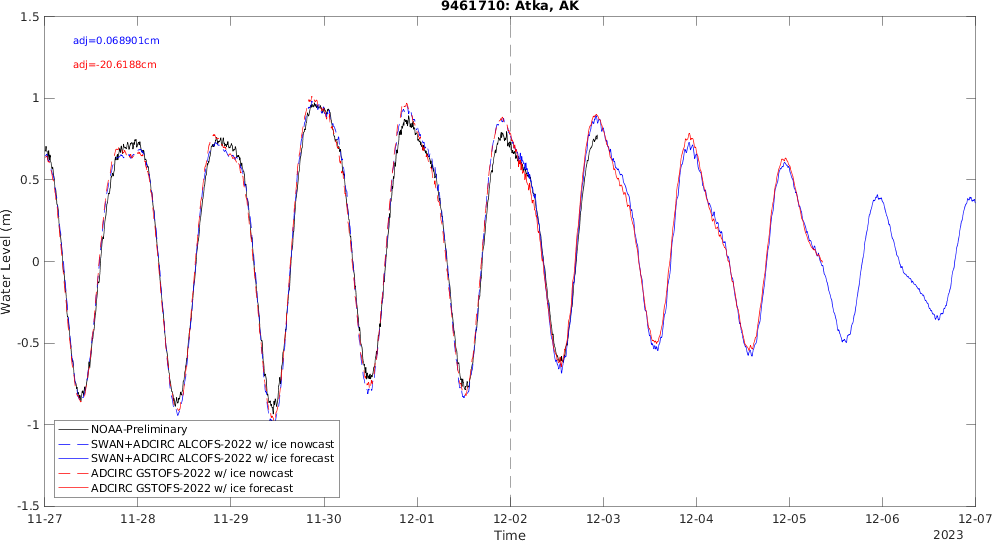 9461710: Atka, AK
adj=0.068901cm
adj=-20.6188cm
1.5
1
0.5
0
-0.5
-1
-1.5
Water Level (m)
NOAA-Preliminary
SWAN+ADCIRC ALCOFS-2022 w/ ice nowcast
SWAN+ADCIRC ALCOFS-2022 w/ ice forecast
ADCIRC GSTOFS-2022 w/ ice nowcast
ADCIRC GSTOFS-2022 w/ ice forecast
11-27 11-28 11-29 11-30 12-01 12-02 12-03 12-04 12-05 12-06 12-07
Time
2023